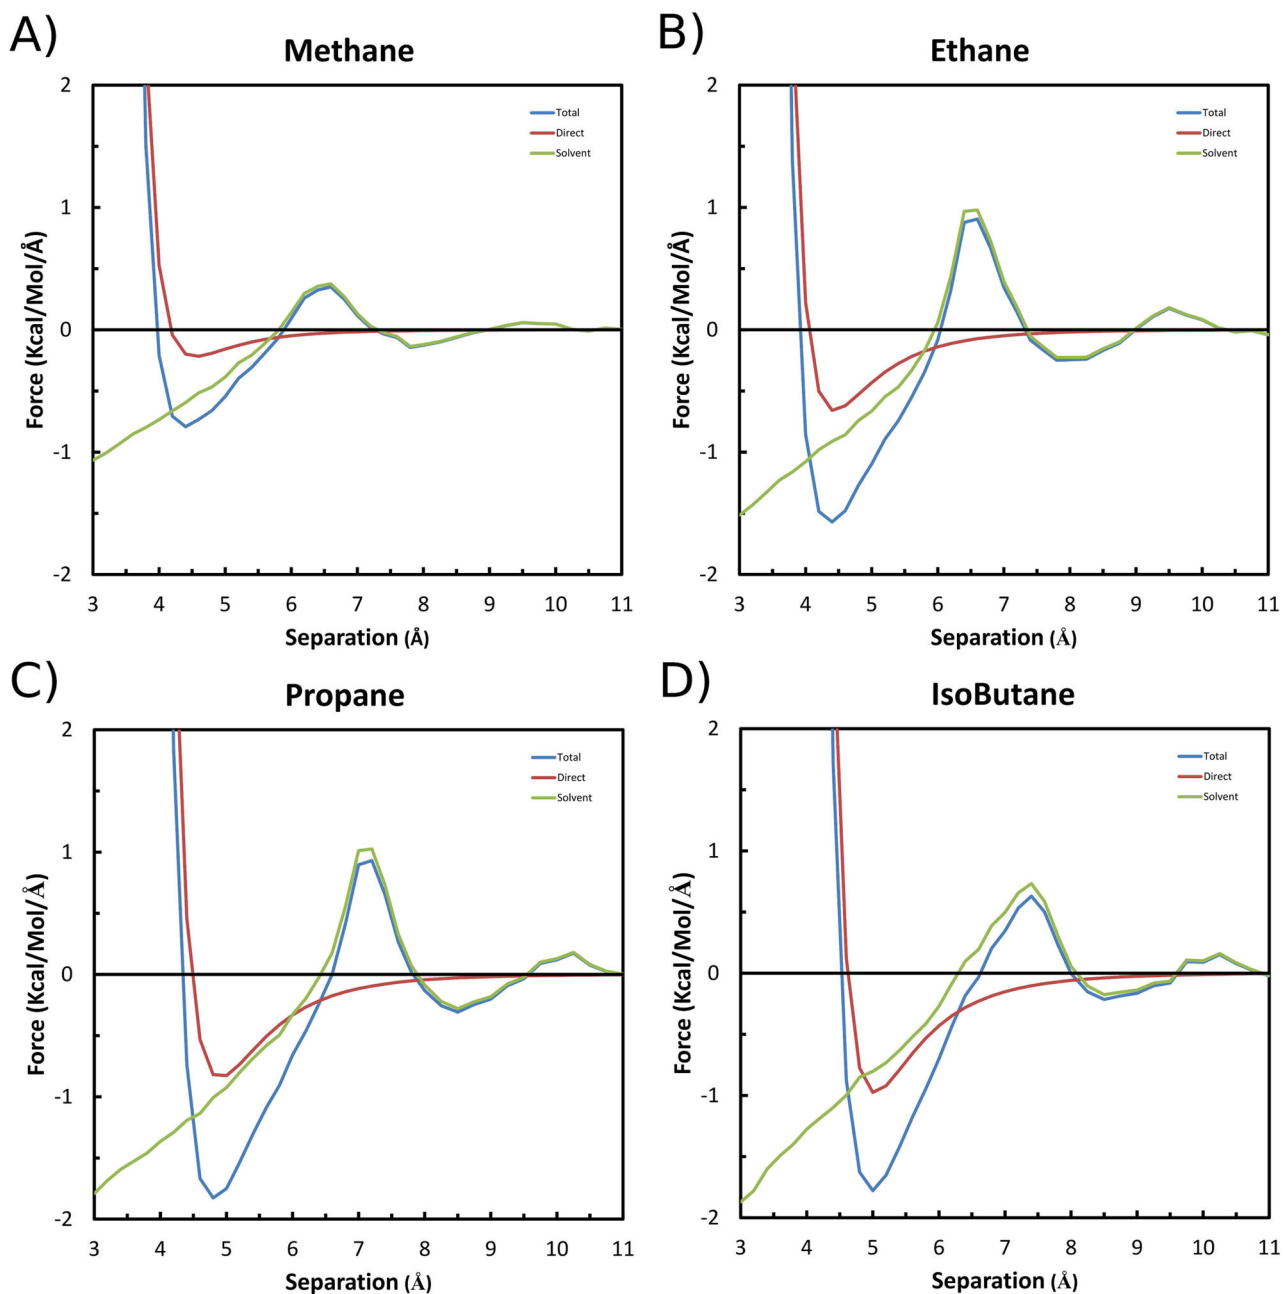 A)
Methane
Total
Direct
Solvent
Force (Kcal/Mol/Å)
2
1
0
-1
-2
3 4 5 6 7 8 9 10 11
Separation (Å)
B)
Ethane
Total
Direct
Solvent
Force (Kcal/Mol/Å)
2
1
0
-1
-2
3 4 5 6 7 8 9 10 11
Separation (Å)
C)
Propane
Total
Direct
Solvent
Force (Kcal/Mol/Å)
2
1
0
-1
-2
3 4 5 6 7 8 9 10 11
Separation (Å)
D)
IsoButane
Total
Direct
Solvent
Force (Kcal/Mol/Å)
2
1
0
-1
-2
3 4 5 6 7 8 9 10 11
Separation (Å)